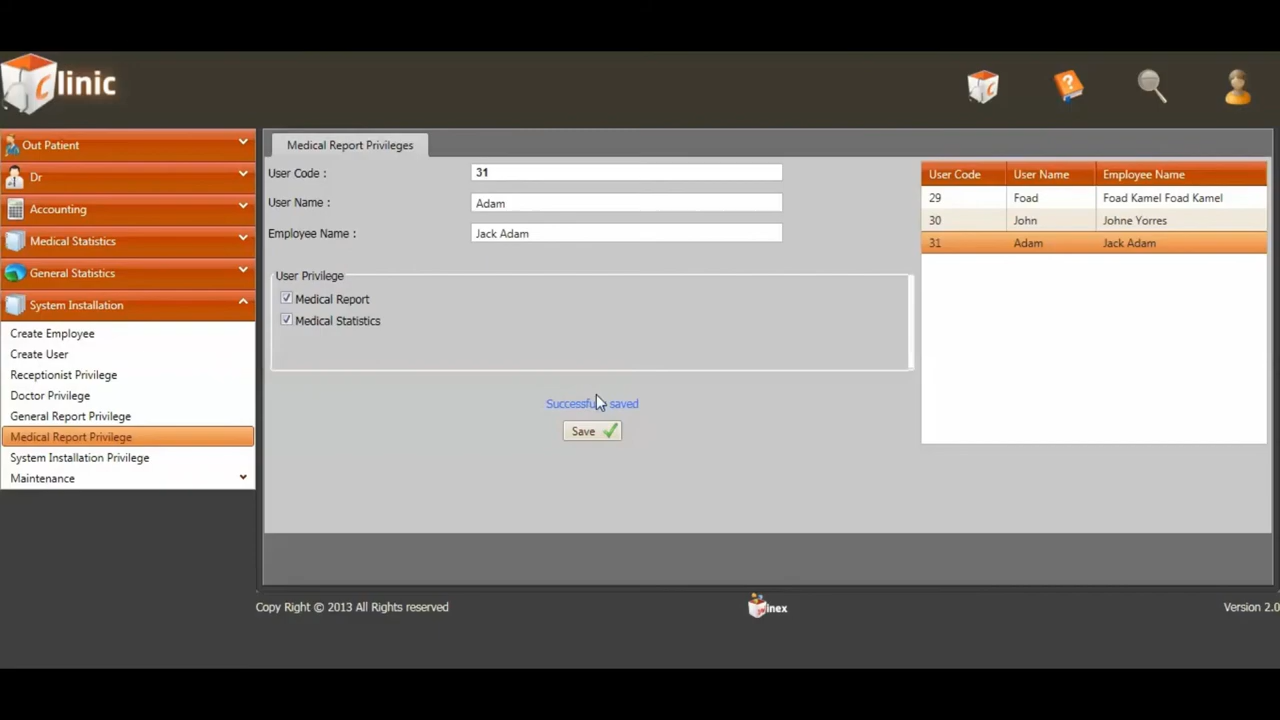 Clinic
Out Patient
Dr
Accounting
Medical Statistics
General Statistics
System Installation
Create Employee
Create User
Receptionist Privilege
Doctor Privilege
General Report Privilege
Medical Report Privilege
System Installation Privilege
Maintenance
Medical Report Privileges
User Code : 31
User Name : Adam
Employee Name : Jack Adam
User Privilege
Medical Report
Medical Statistics
saved
Save
User Code User Name Employee Name
29 Foad Foad Kamel Foad Kamel
30 John Johne Yorres
31 Adam Jack Adam
Copy Right © 2013 All Rights reserved
inex
Version 2.0